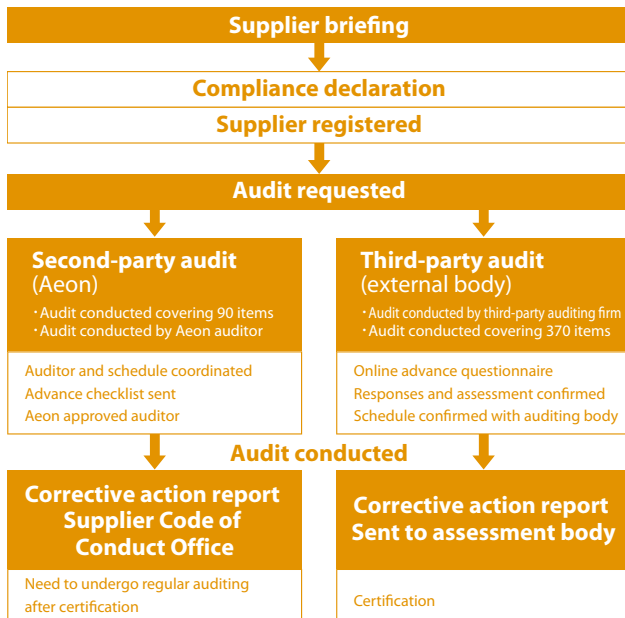 Supplier briefing
Compliance declaration
Supplier registered
Audit requested
Second-party audit
(Aeon)
・Audit conducted covering 90 items
・Audit conducted by Aeon auditor
Auditor and schedule coordinated
Advance checklist sent
Aeon approved auditor
Third-party audit
(external body)
・Audit conducted by third-party auditing firm
・Audit conducted covering 370 items
Online advance questionnaire
Responses and assessment confirmed
Schedule confirmed with auditing body
Audit conducted
Corrective action report
Supplier Code of
Conduct Office
Need to undergo regular auditing
after certification
Corrective action report
Sent to assessment body
Certification